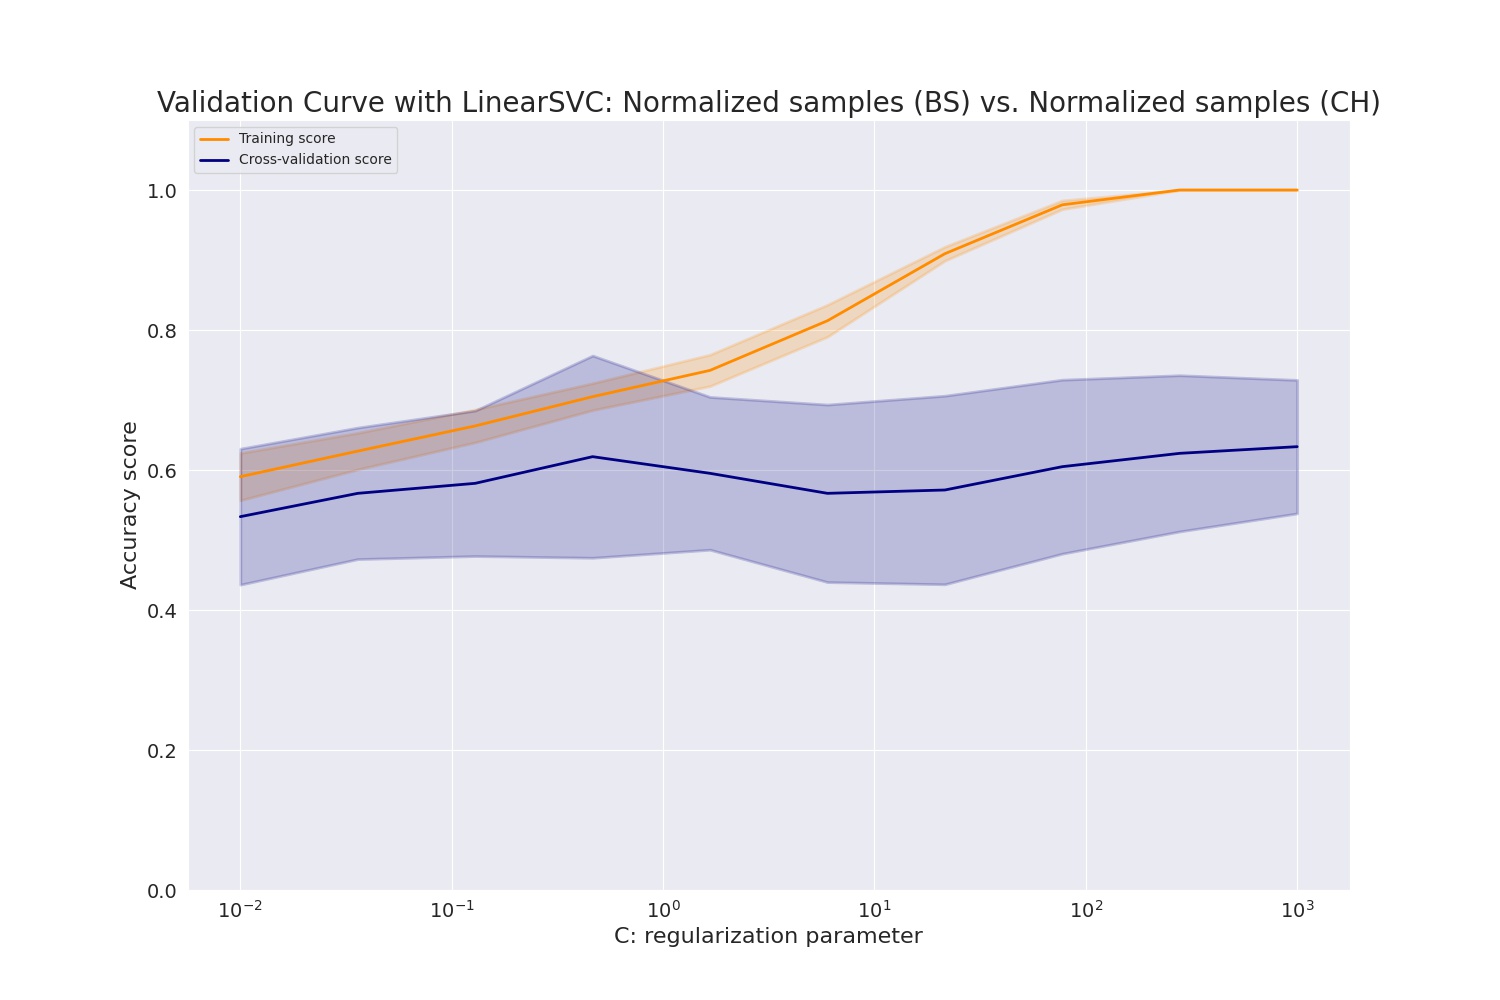 Validation Curve with LinearSVC: Normalized samples (BS) vs. Normalized samples (CH)
Training score
Cross-validation score
Accuracy score
1.0
0.8
0.6
0.4
0.2
0.0
10⁻² 10⁻¹ 10⁰ 10¹ 10² 10³
C: regularization parameter